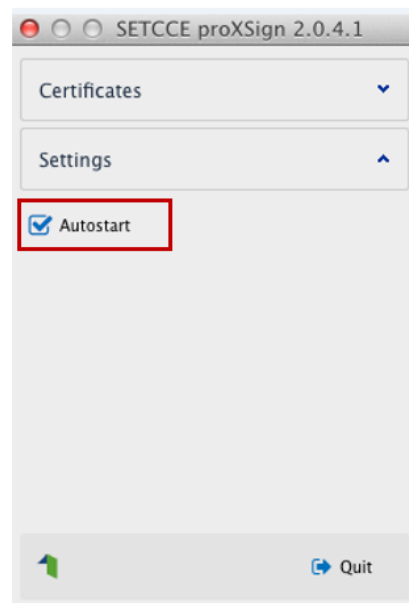 SETCCE proXSign 2.0.4.1
Certificates
Settings
Autostart
Quit